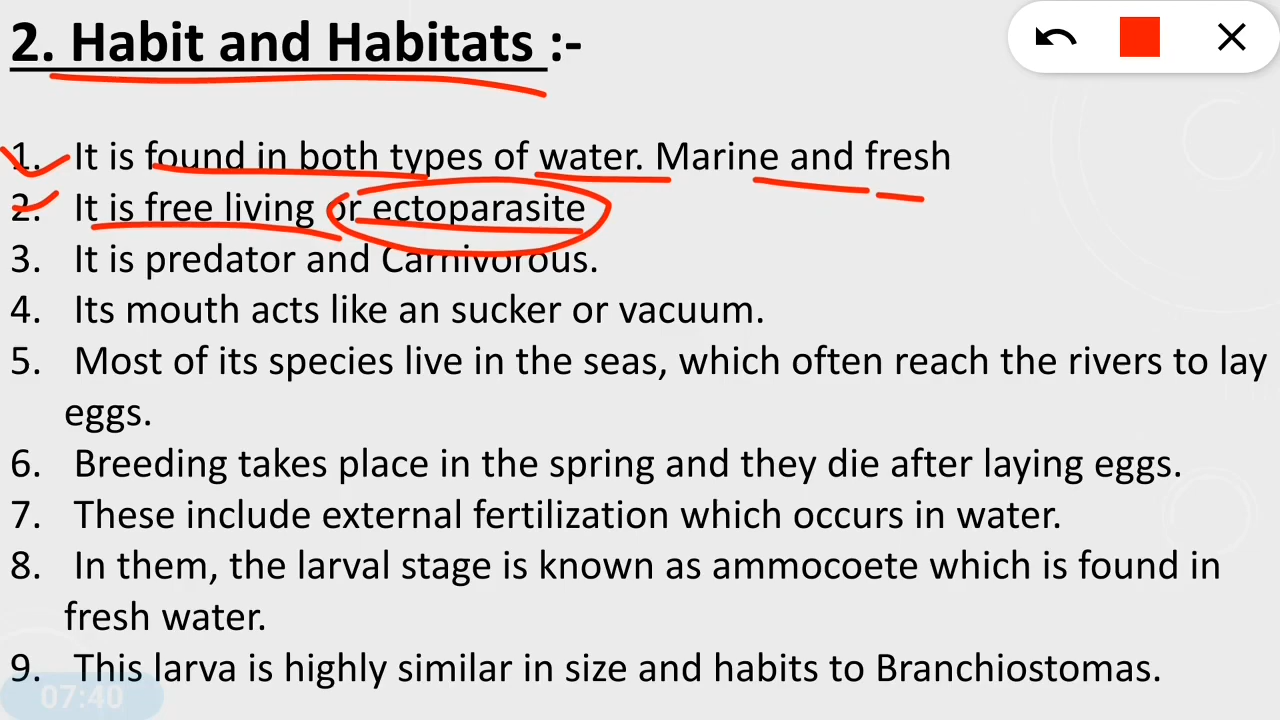 2. Habit and Habitats :-
1. It is found in both types of water. Marine and fresh
2. It is free living or ectoparasite
3. It is predator and Carnivorous.
4. Its mouth acts like an sucker or vacuum.
5. Most of its species live in the seas, which often reach the rivers to lay
eggs.
6. Breeding takes place in the spring and they die after laying eggs.
7. These include external fertilization which occurs in water.
8. In them, the larval stage is known as ammocoete which is found in
fresh water.
9. This larva is highly similar in size and habits to Branchiostomas.
07:40